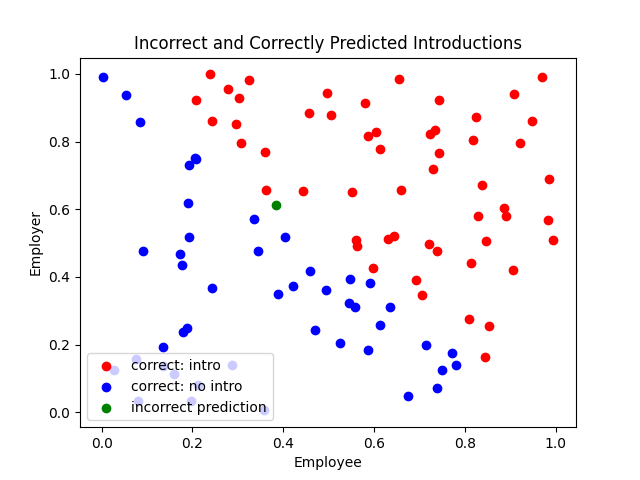 Incorrect and Correctly Predicted Introductions
1.0
0.8
0.6
0.4
0.2
0.0
Employer
correct: intro
correct: no intro
incorrect prediction
0.0 0.2 0.4 0.6 0.8 1.0
Employee